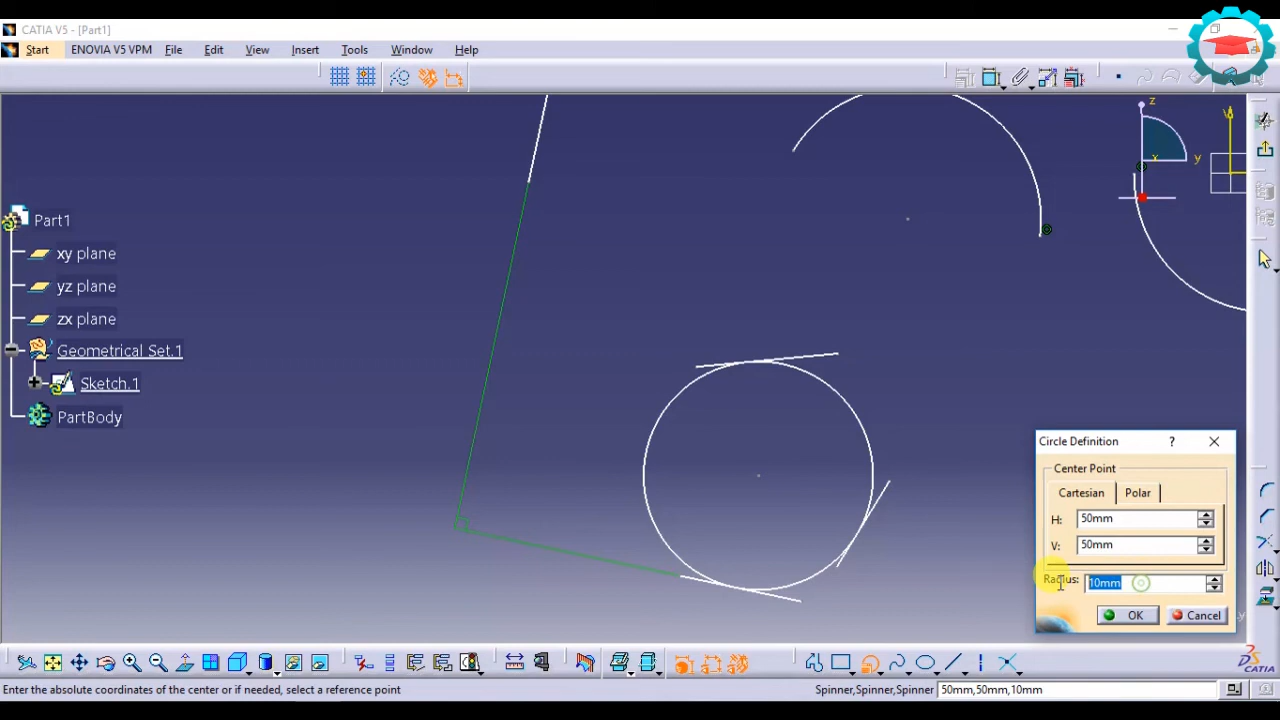 CATIA V5 - [Part1]
Start ENOVIA V5 VPM File Edit View Insert Tools Window Help
z
x y
Part1
xy plane
yz plane
zx plane
Geometrical Set.1
Sketch.1
PartBody
Circle Definition ?
Center Point
Cartesian Polar
H: 50mm
V: 50mm
Radius: 10mm
OK Cancel
CATIA
Enter the absolute coordinates of the center or if needed, select a reference point Spinner,Spinner,Spinner 50mm,50mm,10mm